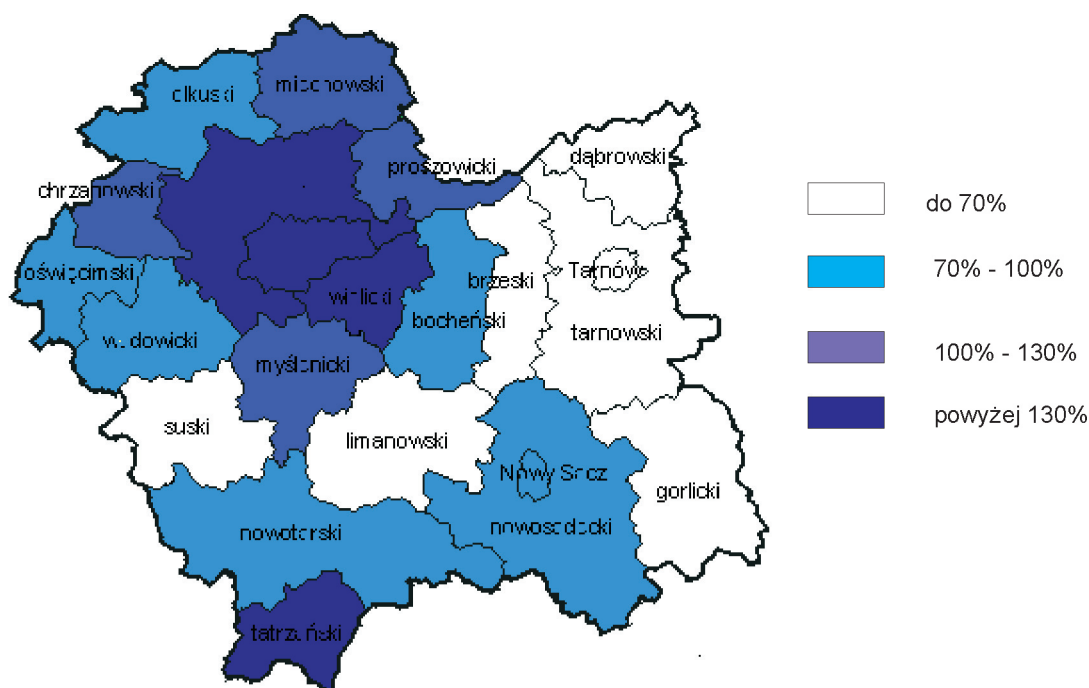 olkuski
miechowski
proszowicki
dąbrowski
chrzanowski
oświęcimski
wielicki
brzeski
Tarnów
wadowicki
bocheński
tarnowski
myślenicki
suski
limanowski
Nowy Sącz
gorlicki
nowotarski
nowosądecki
tatrzański
do 70%
70% - 100%
100% - 130%
powyżej 130%